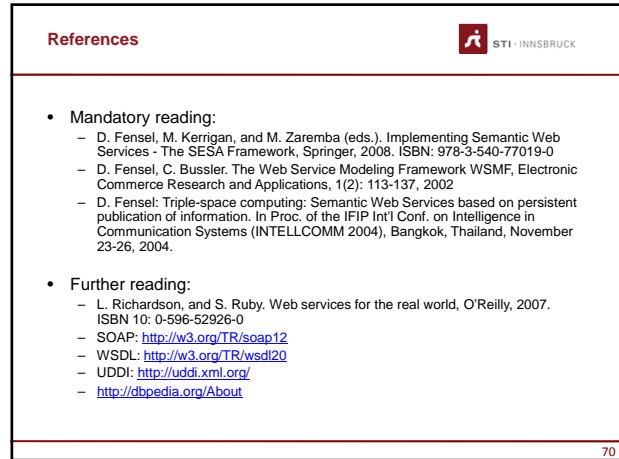 References
STI · INNSBRUCK
• Mandatory reading:
– D. Fensel, M. Kerrigan, and M. Zaremba (eds.). Implementing Semantic Web
Services - The SESA Framework, Springer, 2008. ISBN: 978-3-540-77019-0
– D. Fensel, C. Bussler. The Web Service Modeling Framework WSMF, Electronic
Commerce Research and Applications, 1(2): 113-137, 2002
– D. Fensel: Triple-space computing: Semantic Web Services based on persistent
publication of information. In Proc. of the IFIP Int'l Conf. on Intelligence in
Communication Systems (INTELLCOMM 2004), Bangkok, Thailand, November
23-26, 2004.
• Further reading:
– L. Richardson, and S. Ruby. Web services for the real world, O'Reilly, 2007.
ISBN 10: 0-596-52926-0
– SOAP: http://w3.org/TR/soap12
– WSDL: http://w3.org/TR/wsdl20
– UDDI: http://uddi.xml.org/
– http://dbpedia.org/About
70